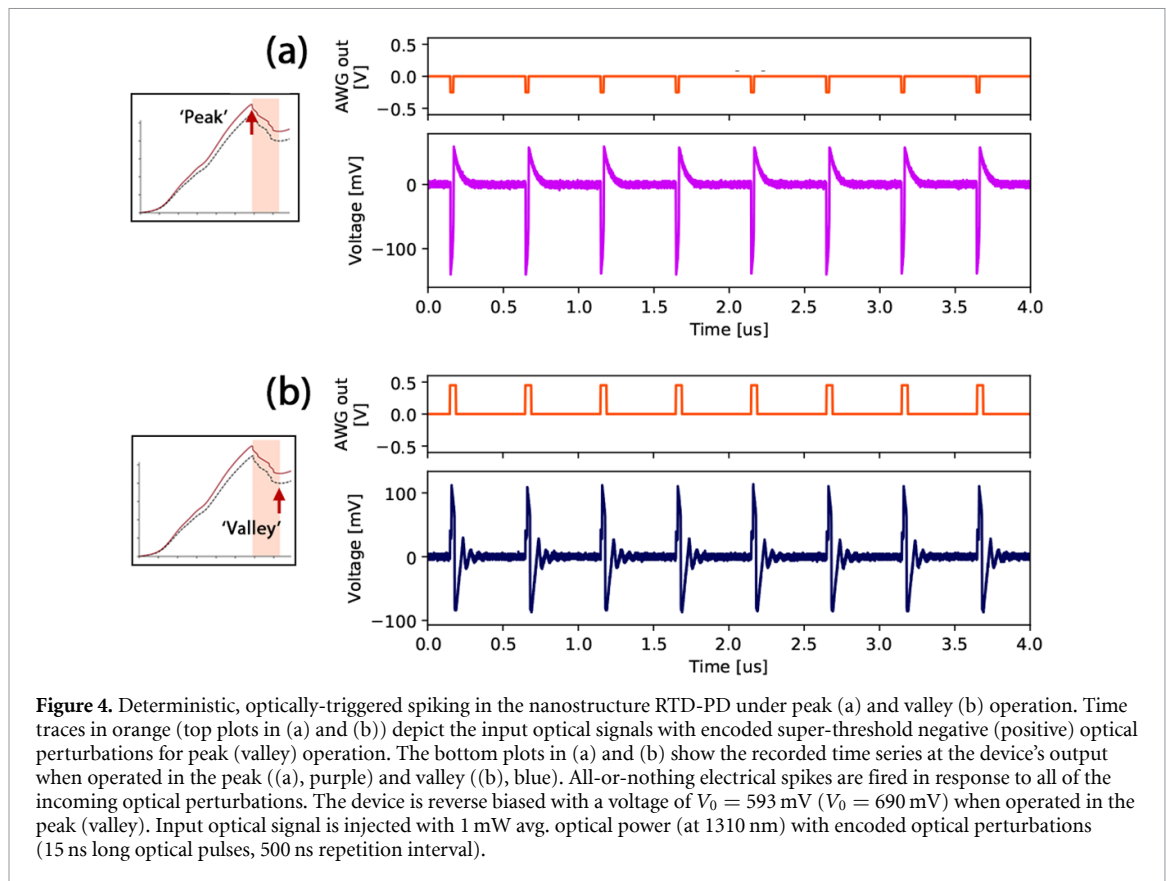 (a)
'Peak'
AWG out
[V]
0.5
0.0
−0.5
Voltage [mV]
0
−100
0.0 0.5 1.0 1.5 2.0 2.5 3.0 3.5 4.0
Time [us]
(b)
'Valley'
AWG out
[V]
0.5
0.0
−0.5
Voltage [mV]
100
0
−100
0.0 0.5 1.0 1.5 2.0 2.5 3.0 3.5 4.0
Time [us]
Figure 4. Deterministic, optically-triggered spiking in the nanostructure RTD-PD under peak (a) and valley (b) operation. Time
traces in orange (top plots in (a) and (b)) depict the input optical signals with encoded super-threshold negative (positive) optical
perturbations for peak (valley) operation. The bottom plots in (a) and (b) show the recorded time series at the device's output
when operated in the peak ((a), purple) and valley ((b), blue). All-or-nothing electrical spikes are fired in response to all of the
incoming optical perturbations. The device is reverse biased with a voltage of V₀ = 593 mV (V₀ = 690 mV) when operated in the
peak (valley). Input optical signal is injected with 1 mW avg. optical power (at 1310 nm) with encoded optical perturbations
(15 ns long optical pulses, 500 ns repetition interval).